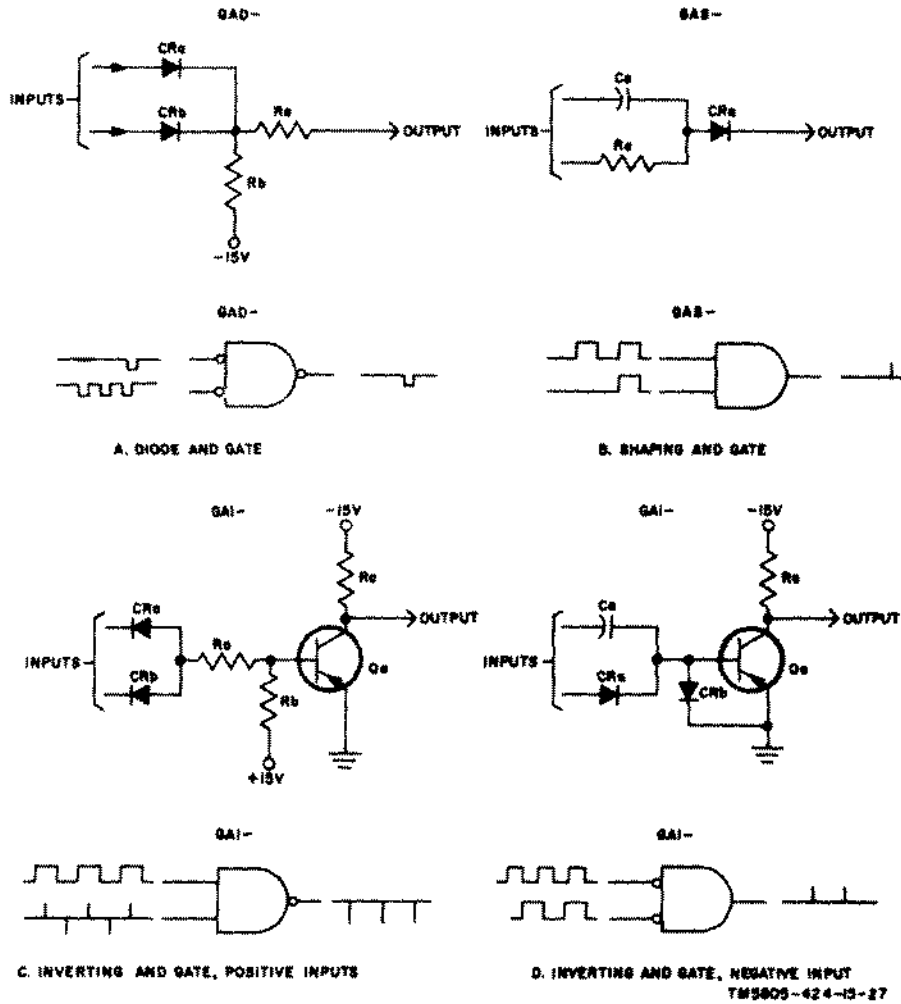 GAD-
CRa
INPUTS
CRb
Ra
OUTPUT
Rb
-15V
GAS-
Ca
INPUTS
CRa
OUTPUT
Ra
GAD-
A. DIODE AND GATE
GAS-
B. SHAPING AND GATE
GAI-
-15V
Rc
CRa
OUTPUT
INPUTS
Ra
CRb
Qa
Rb
+15V
GAI-
-15V
Ra
Ca
OUTPUT
INPUTS
CRa
CRb
Qa
GAI-
C. INVERTING AND GATE, POSITIVE INPUTS
GAI-
D. INVERTING AND GATE, NEGATIVE INPUT
TM5805-424-15-27